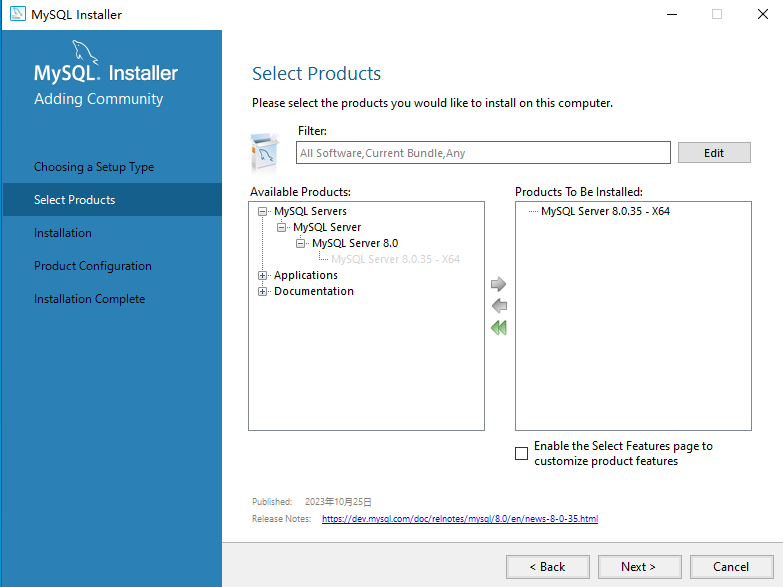 MySQL Installer
MySQL. Installer
Adding Community
Choosing a Setup Type
Select Products
Installation
Product Configuration
Installation Complete
Select Products
Please select the products you would like to install on this computer.
Filter:
All Software,Current Bundle,Any
Edit
Available Products:
MySQL Servers
MySQL Server
MySQL Server 8.0
MySQL Server 8.0.35 - X64
Applications
Documentation
Products To Be Installed:
MySQL Server 8.0.35 - X64
Enable the Select Features page to
customize product features
Published: 2023年10月25日
Release Notes: https://dev.mysql.com/doc/relnotes/mysql/8.0/en/news-8-0-35.html
< Back
Next >
Cancel